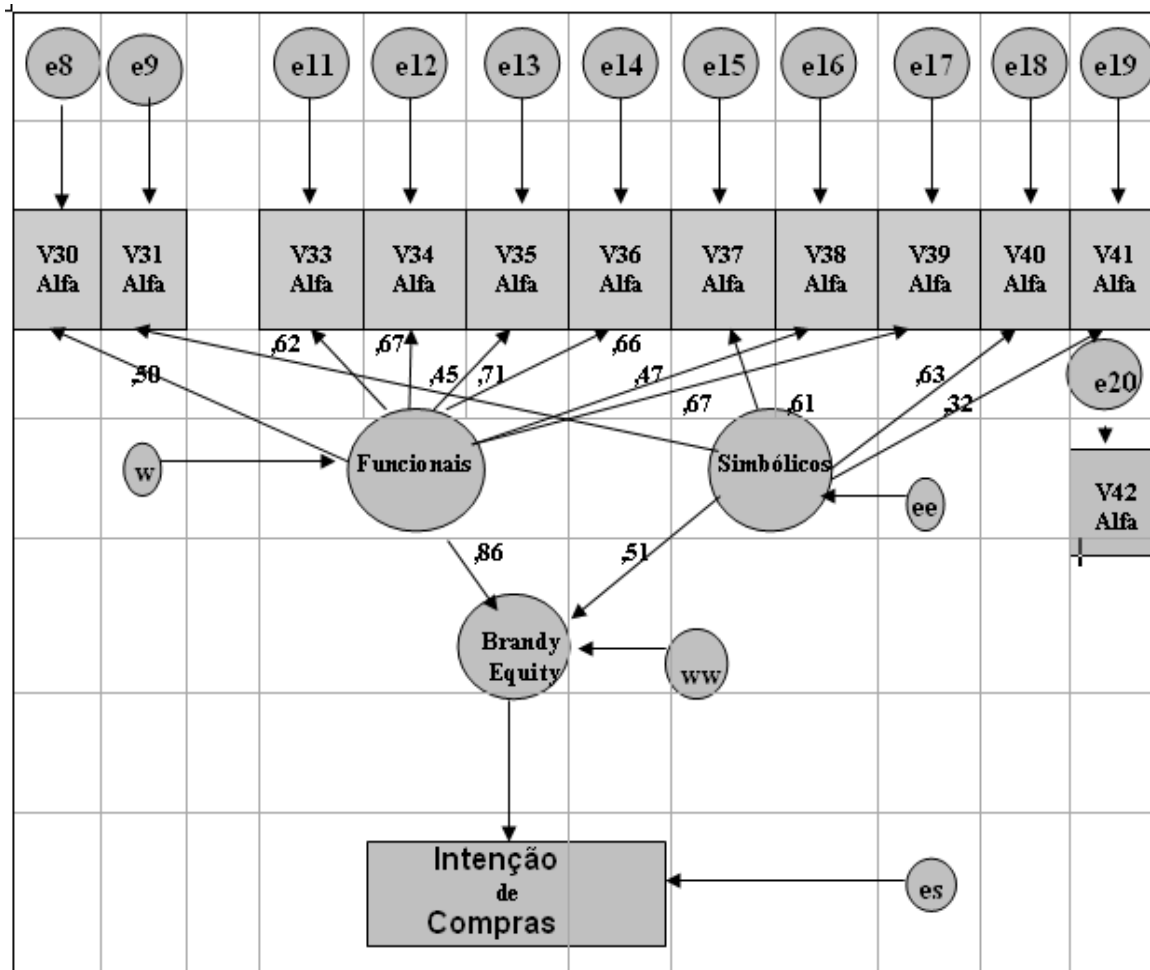 e8 e9 e11 e12 e13 e14 e15 e16 e17 e18 e19
V30 V31 V33 V34 V35 V36 V37 V38 V39 V40 V41
Alfa Alfa Alfa Alfa Alfa Alfa Alfa Alfa Alfa Alfa Alfa
,62 ,67 ,66
,50 ,45 ,71 ,47 ,63 e20
,67 ,61 ,32
w Funcionais Simbólicos
V42
Alfa
ee
,86 ,51
Brandy
Equity
ww
Intenção
de
Compras
es